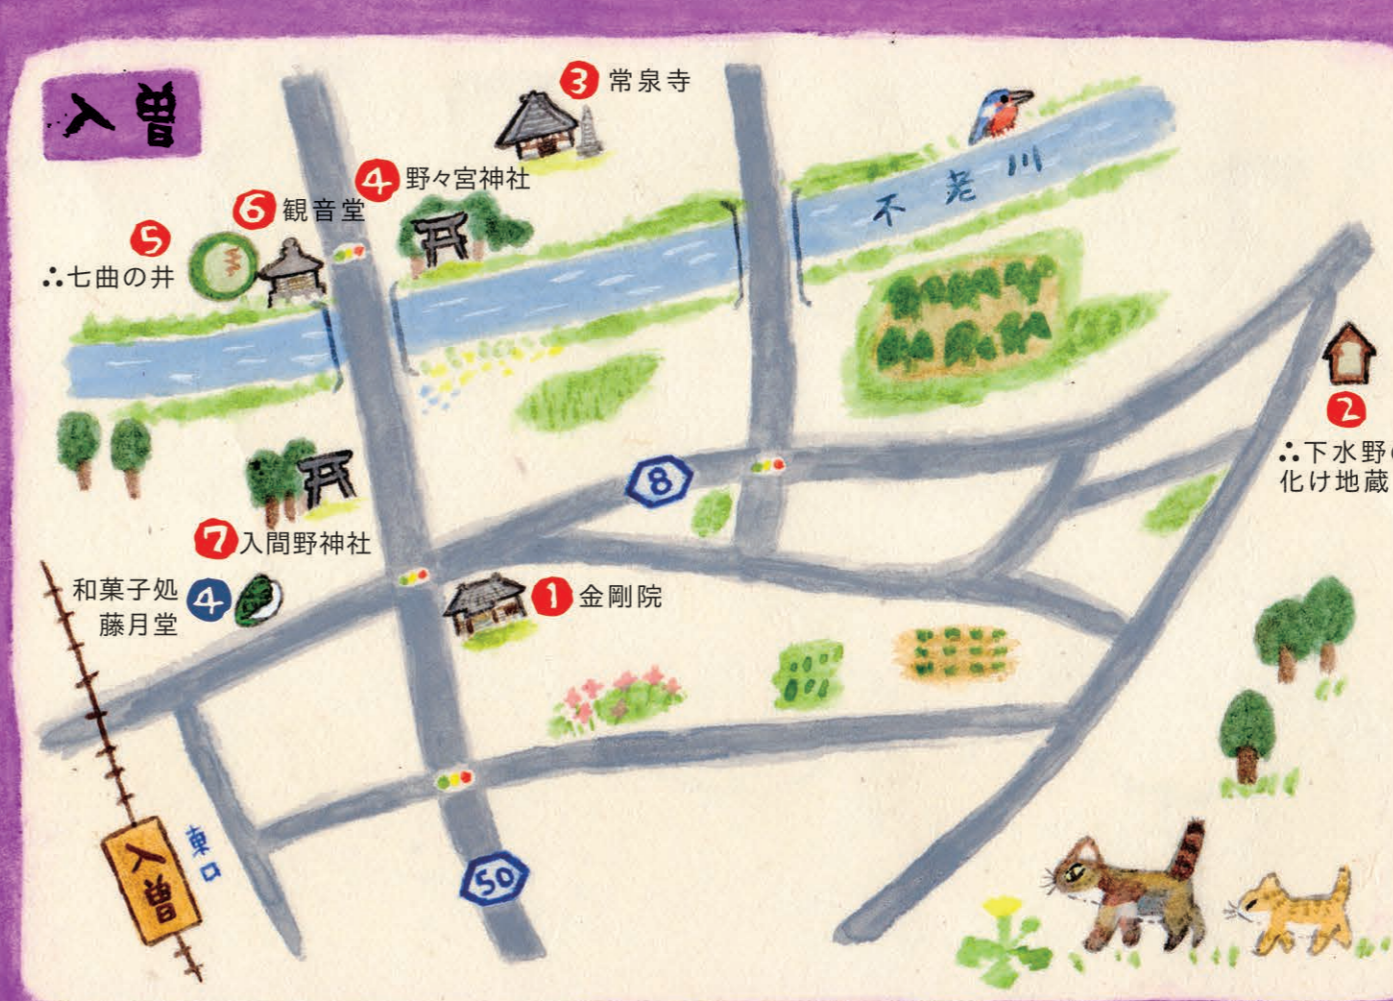 入曽
3 常泉寺
4 野々宮神社
6 観音堂
5
∴七曲の井
不老川
2
∴下水野の
化け地蔵
8
7 入間野神社
和菓子処 4
藤月堂
1 金剛院
東口
入曽
50